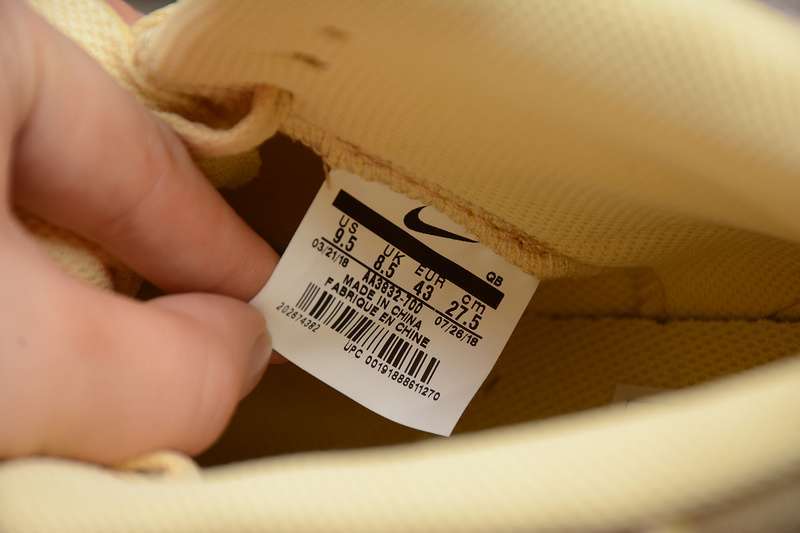 QB
US UK EUR cm
9.5 8.5 43 27.5
03/21/18 AA3832-700 07/26/18
MADE IN CHINA
FABRIQUE EN CHINE
202874382
UPC 00191888611270